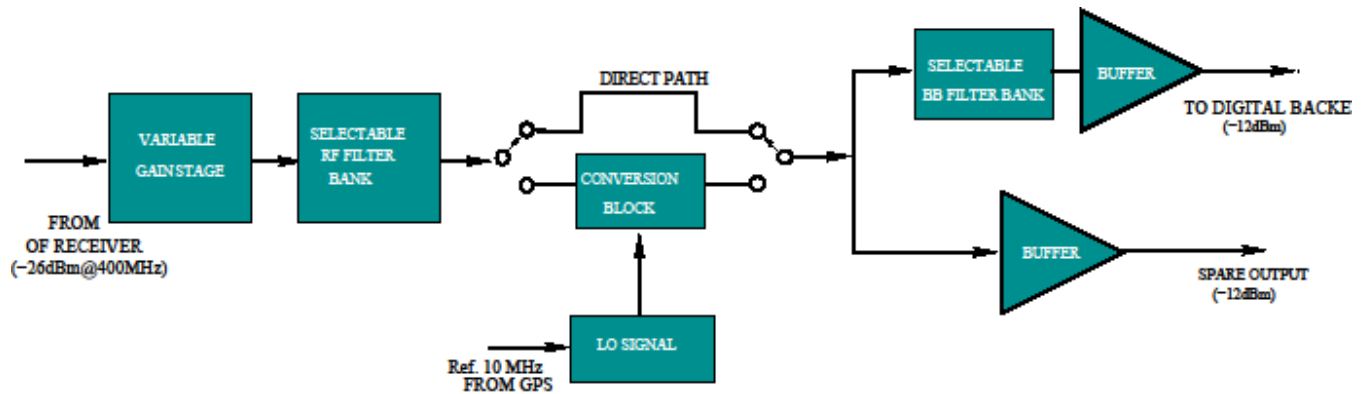 VARIABLE
GAIN STAGE
FROM
OF RECEIVER
(−26dBm@400MHz)
SELECTABLE
RF FILTER
BANK
DIRECT PATH
CONVERSION
BLOCK
LO SIGNAL
Ref. 10 MHz
FROM GPS
SELECTABLE
BB FILTER BANK
BUFFER
TO DIGITAL BACKE
(−12dBm)
BUFFER
SPARE OUTPUT
(−12dBm)